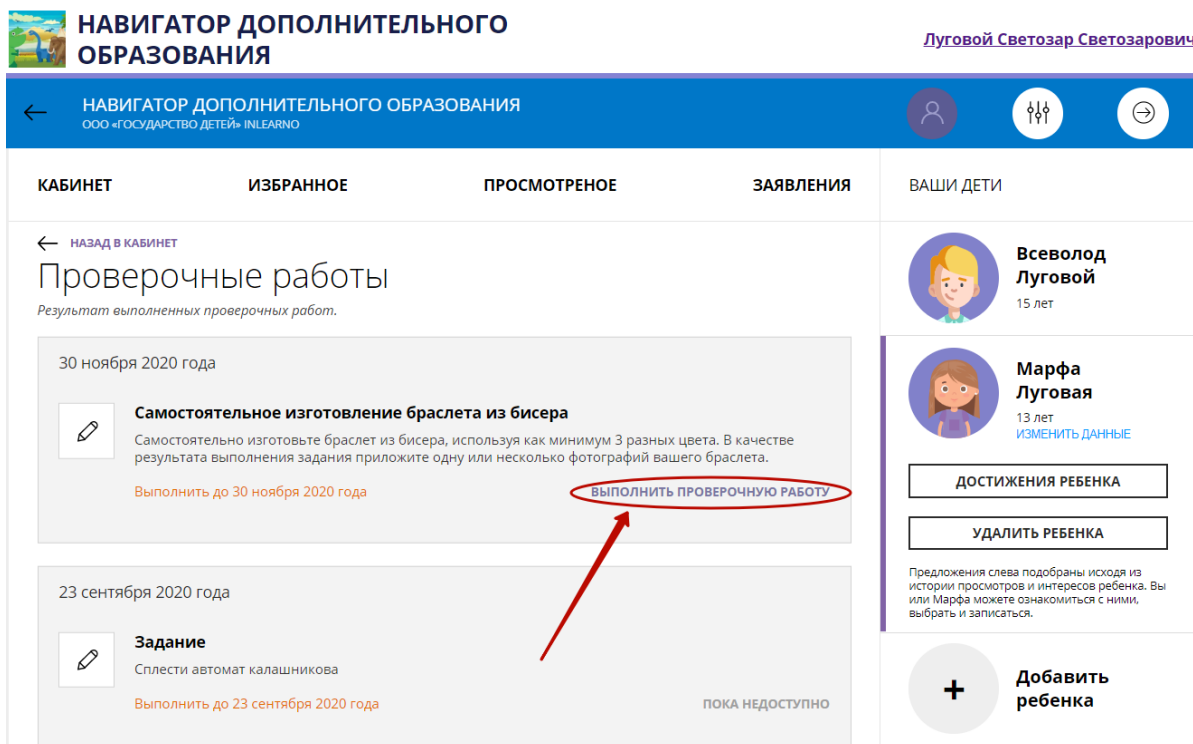 НАВИГАТОР ДОПОЛНИТЕЛЬНОГО
ОБРАЗОВАНИЯ
Луговой Светозар Светозарович
НАВИГАТОР ДОПОЛНИТЕЛЬНОГО ОБРАЗОВАНИЯ
ООО «ГОСУДАРСТВО ДЕТЕЙ» INLEARNO
КАБИНЕТ
ИЗБРАННОЕ
ПРОСМОТРЕНОЕ
ЗАЯВЛЕНИЯ
НАЗАД В КАБИНЕТ
Проверочные работы
Результат выполненных проверочных работ.
30 ноября 2020 года
Самостоятельное изготовление браслета из бисера
Самостоятельно изготовьте браслет из бисера, используя как минимум 3 разных цвета. В качестве
результата выполнения задания приложите одну или несколько фотографий вашего браслета.
Выполнить до 30 ноября 2020 года
ВЫПОЛНИТЬ ПРОВЕРОЧНУЮ РАБОТУ
23 сентября 2020 года
Задание
Сплести автомат калашникова
Выполнить до 23 сентября 2020 года
ПОКА НЕДОСТУПНО
ВАШИ ДЕТИ
Всеволод
Луговой
15 лет
Марфа
Луговая
13 лет
ИЗМЕНИТЬ ДАННЫЕ
ДОСТИЖЕНИЯ РЕБЕНКА
УДАЛИТЬ РЕБЕНКА
Предложения слева подобраны исходя из
истории просмотров и интересов ребенка. Вы
или Марфа можете ознакомиться с ними,
выбрать и записаться.
Добавить
ребенка